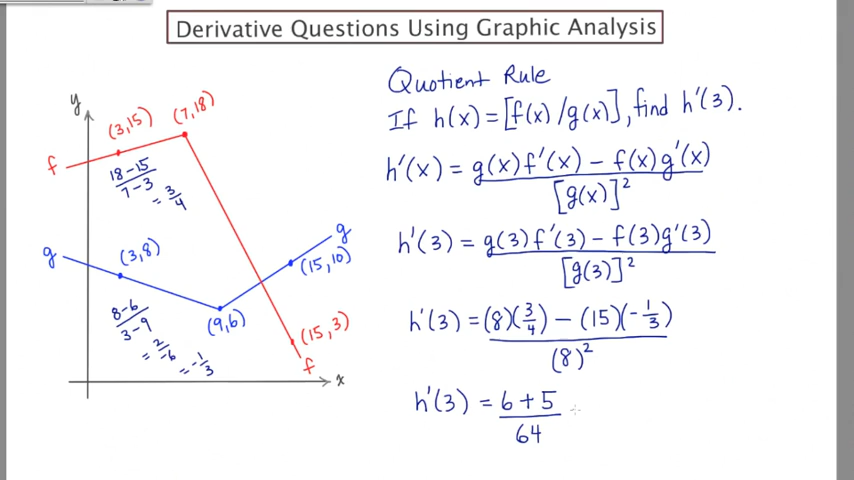 Derivative Questions Using Graphic Analysis
Quotient Rule
If h(x) = [f(x)/g(x)], find h'(3).
h'(x) = g(x)f'(x) - f(x)g'(x)
[g(x)]²
h'(3) = g(3)f'(3) - f(3)g'(3)
[g(3)]²
h'(3) = (8)(3/4) - (15)(-1/3)
(8)²
h'(3) = 6+5
64
y
(3,15)
(7,18)
f
18-15
7-3
= 3/4
g
(3,8)
g
(15,10)
8-6
3-9
= 2/-6
= -1/3
(9,6)
(15,3)
f
x